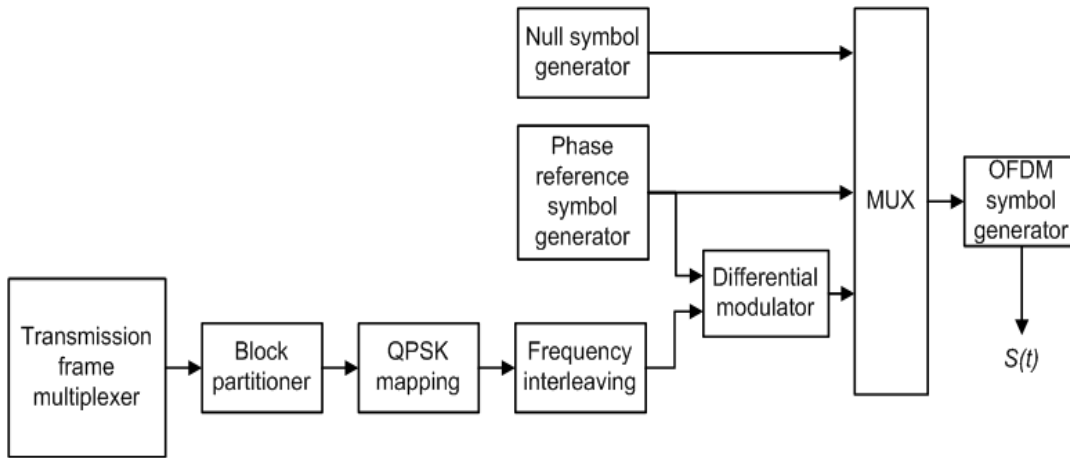 Null symbol
generator
Phase
reference
symbol
generator
MUX
OFDM
symbol
generator
Differential
modulator
Transmission
frame
multiplexer
Block
partitioner
QPSK
mapping
Frequency
interleaving
S(t)